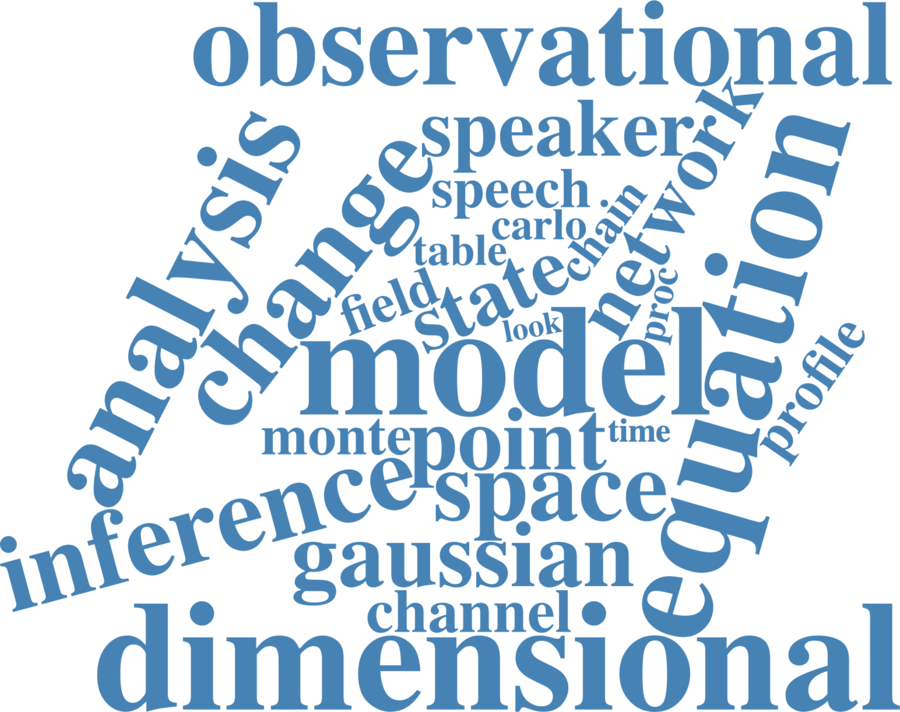 observational
speaker
network
analysis
change
equation
speech
carlo
chain
table
field
state
proc
look
model
profile
monte
point
time
inference
space
gaussian
channel
dimensional